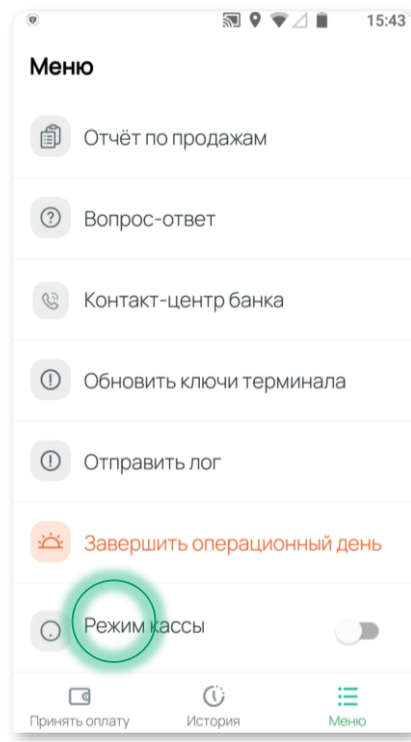 15:43
Меню
Отчёт по продажам
Вопрос-ответ
Контакт-центр банка
Обновить ключи терминала
Отправить лог
Завершить операционный день
Режим кассы
Принять оплату
История
Меню